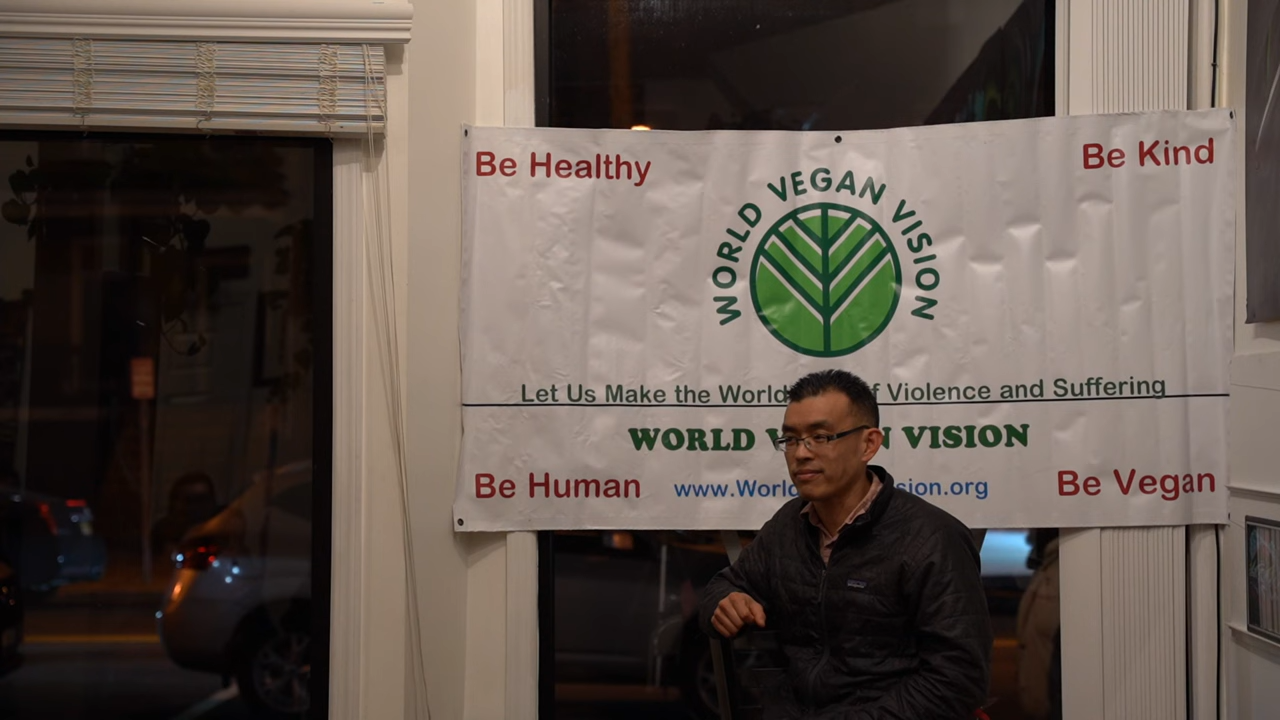 Be Healthy
Be Kind
WORLD VEGAN VISION
Let Us Make the World f Violence and Suffering
WORLD V N VISION
Be Human
www.Worl ision.org
Be Vegan